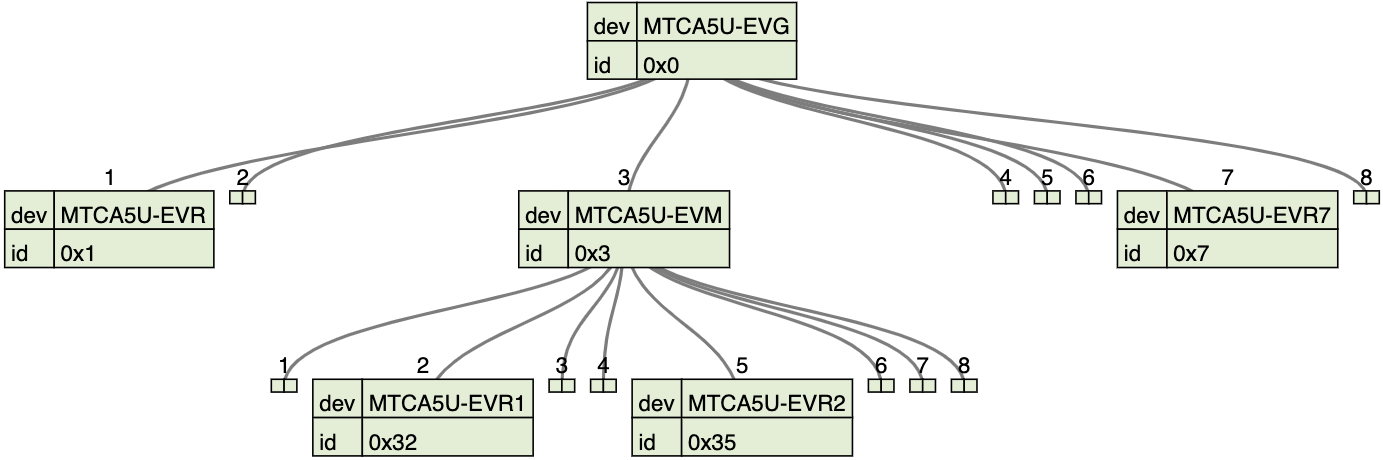 dev MTCA5U-EVG
id 0x0
1 2 3 4 5 6 7 8
dev MTCA5U-EVR
id 0x1
dev MTCA5U-EVM
id 0x3
dev MTCA5U-EVR7
id 0x7
1 2 3 4 5 6 7 8
dev MTCA5U-EVR1
id 0x32
dev MTCA5U-EVR2
id 0x35